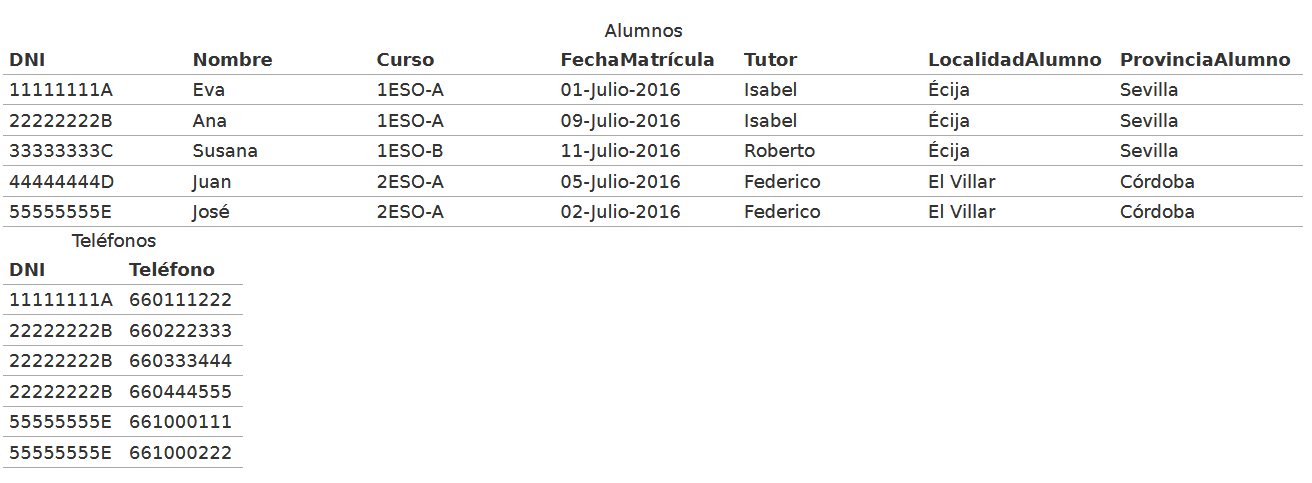 Alumnos
DNI Nombre Curso FechaMatrícula Tutor LocalidadAlumno ProvinciaAlumno
11111111A Eva 1ESO-A 01-Julio-2016 Isabel Écija Sevilla
22222222B Ana 1ESO-A 09-Julio-2016 Isabel Écija Sevilla
33333333C Susana 1ESO-B 11-Julio-2016 Roberto Écija Sevilla
44444444D Juan 2ESO-A 05-Julio-2016 Federico El Villar Córdoba
55555555E José 2ESO-A 02-Julio-2016 Federico El Villar Córdoba
Teléfonos
DNI Teléfono
11111111A 660111222
22222222B 660222333
22222222B 660333444
22222222B 660444555
55555555E 661000111
55555555E 661000222